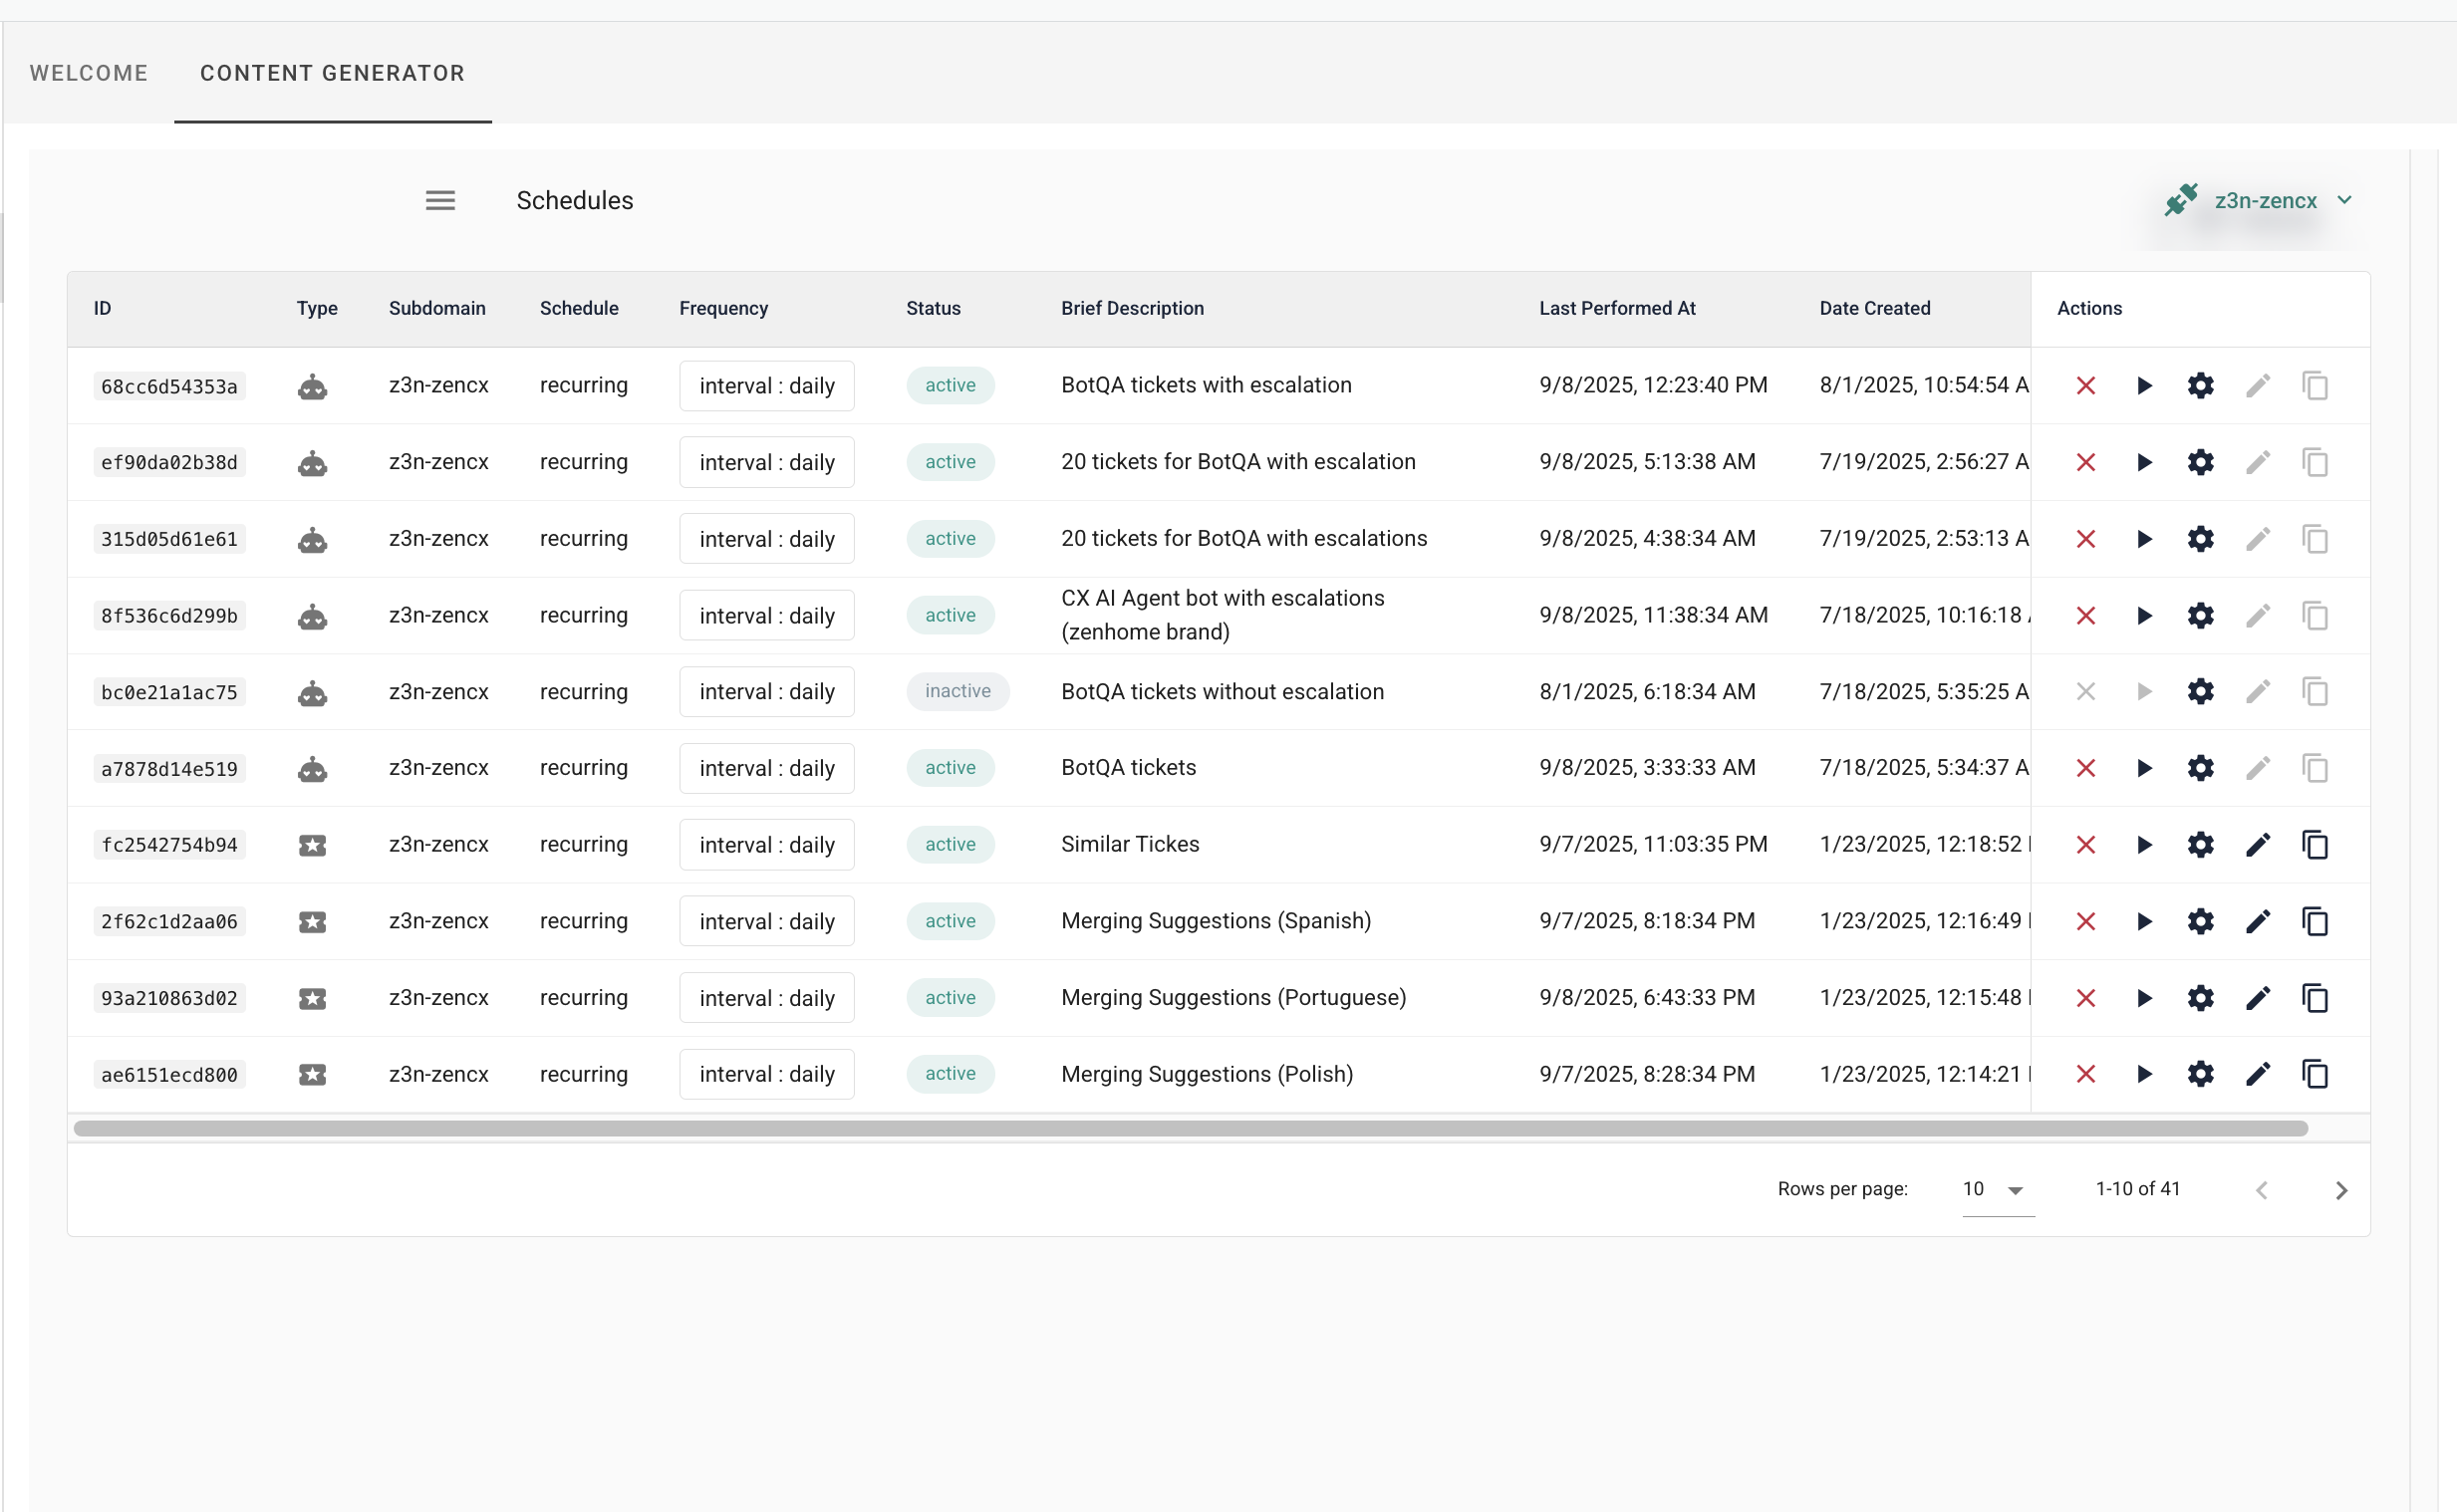 WELCOME CONTENT GENERATOR
Schedules z3n-zencx
ID Type Subdomain Schedule Frequency Status Brief Description Last Performed At Date Created Actions
68cc6d54353a z3n-zencx recurring interval : daily active BotQA tickets with escalation 9/8/2025, 12:23:40 PM 8/1/2025, 10:54:54 A
ef90da02b38d z3n-zencx recurring interval : daily active 20 tickets for BotQA with escalation 9/8/2025, 5:13:38 AM 7/19/2025, 2:56:27 A
315d05d61e61 z3n-zencx recurring interval : daily active 20 tickets for BotQA with escalations 9/8/2025, 4:38:34 AM 7/19/2025, 2:53:13 A
8f536c6d299b z3n-zencx recurring interval : daily active CX AI Agent bot with escalations 9/8/2025, 11:38:34 AM 7/18/2025, 10:16:18
(zenhome brand)
bc0e21a1ac75 z3n-zencx recurring interval : daily inactive BotQA tickets without escalation 8/1/2025, 6:18:34 AM 7/18/2025, 5:35:25 A
a7878d14e519 z3n-zencx recurring interval : daily active BotQA tickets 9/8/2025, 3:33:33 AM 7/18/2025, 5:34:37 A
fc2542754b94 z3n-zencx recurring interval : daily active Similar Tickes 9/7/2025, 11:03:35 PM 1/23/2025, 12:18:52
2f62c1d2aa06 z3n-zencx recurring interval : daily active Merging Suggestions (Spanish) 9/7/2025, 8:18:34 PM 1/23/2025, 12:16:49
93a210863d02 z3n-zencx recurring interval : daily active Merging Suggestions (Portuguese) 9/8/2025, 6:43:33 PM 1/23/2025, 12:15:48
ae6151ecd800 z3n-zencx recurring interval : daily active Merging Suggestions (Polish) 9/7/2025, 8:28:34 PM 1/23/2025, 12:14:21
Rows per page: 10 1-10 of 41